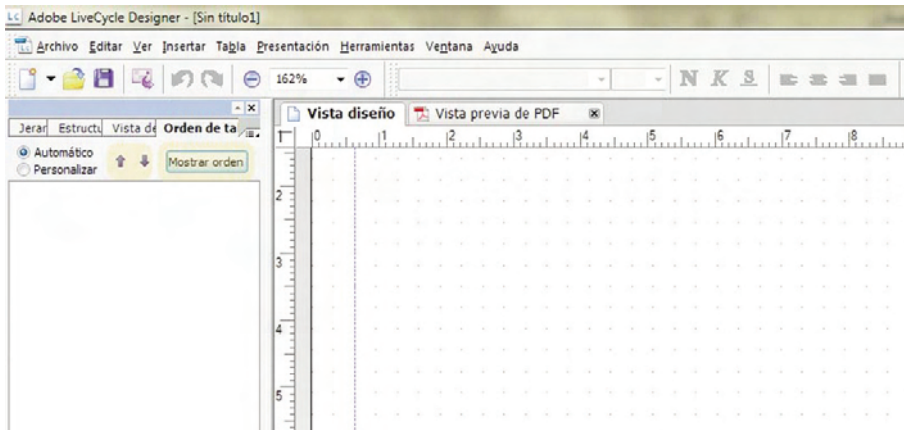 Lc Adobe LiveCycle Designer - [Sin título1]
Archivo Editar Ver Insertar Tabla Presentación Herramientas Ventana Ayuda
162% N K S
Vista diseño Vista previa de PDF
Jerar Estructu Vista de Orden de ta
0 1 2 3 4 5 6 7 8
Automático
Personalizar
Mostrar orden
2
3
4
5